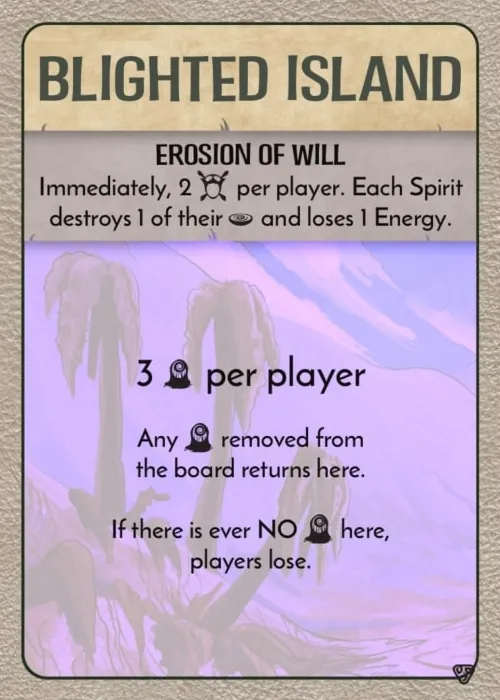 BLIGHTED ISLAND
EROSION OF WILL
Immediately, 2 per player. Each Spirit
destroys 1 of their and loses 1 Energy.
3 per player
Any removed from
the board returns here.
If there is ever NO here,
players lose.